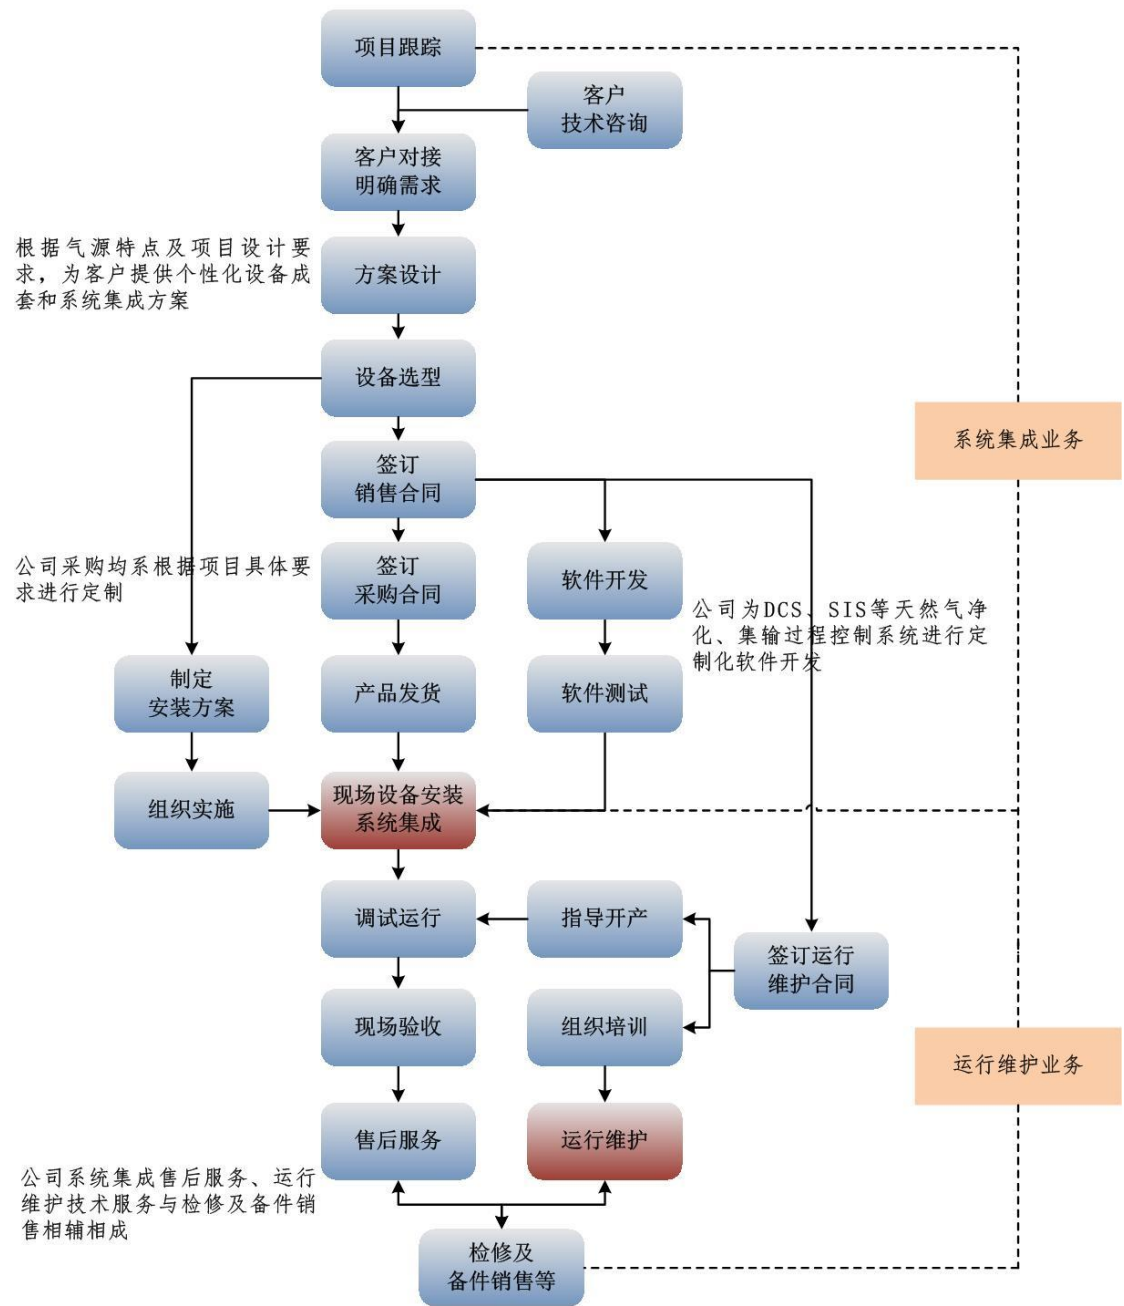 项目跟踪
客户
技术咨询
客户对接
明确需求
根据气源特点及项目设计要
求，为客户提供个性化设备成
套和系统集成方案
方案设计
设备选型
系统集成业务
签订
销售合同
公司采购均系根据项目具体要
求进行定制
签订
采购合同
软件开发
公司为DCS、SIS等天然气净
化、集输过程控制系统进行定
制化软件开发
制定
安装方案
产品发货
软件测试
组织实施
现场设备安装
系统集成
调试运行
指导开产
签订运行
维护合同
现场验收
组织培训
运行维护业务
售后服务
运行维护
公司系统集成售后服务、运行
维护技术服务与检修及备件销
售相辅相成
检修及
备件销售等